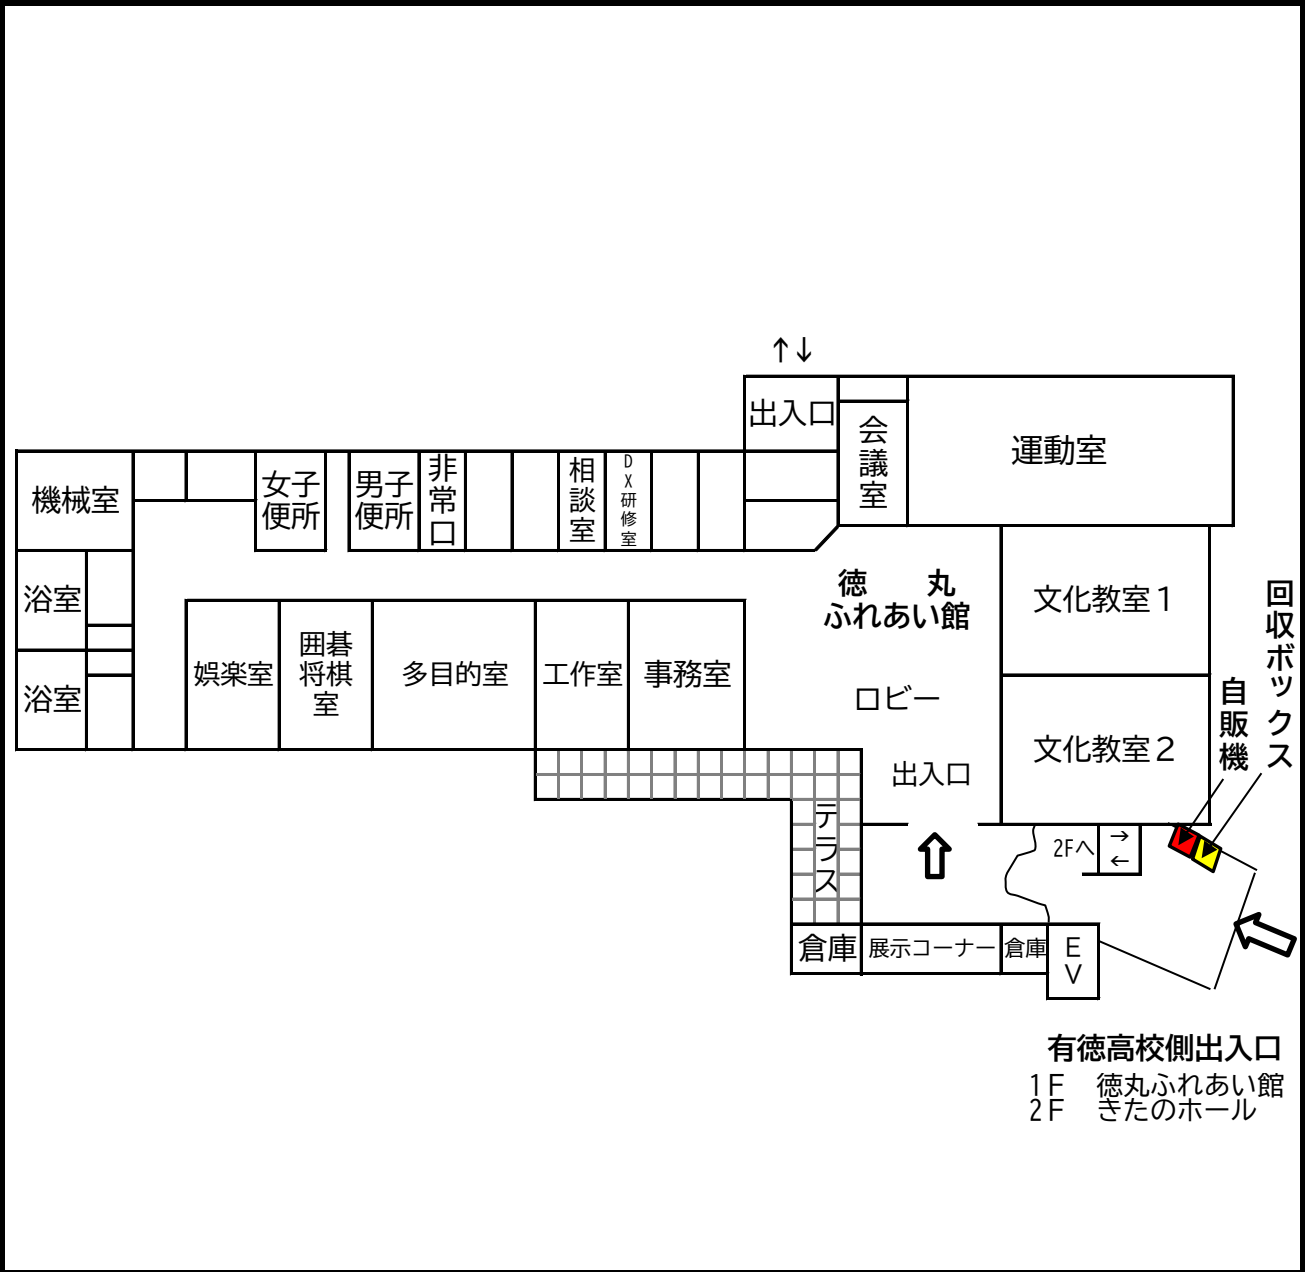 ↑↓
出入口
会議室
運動室
機械室
女子
便所
男子
便所
非常口
相談室
DX研修室
浴室
徳　丸
ふれあい館
文化教室１
回収ボックス
浴室
娯楽室
囲碁
将棋
室
多目的室
工作室
事務室
ロビー
自販機
文化教室２
出入口
テラス
2Fへ
→
←
倉庫
展示コーナー
倉庫
EV
有徳高校側出入口
1F　徳丸ふれあい館
2F　きたのホール